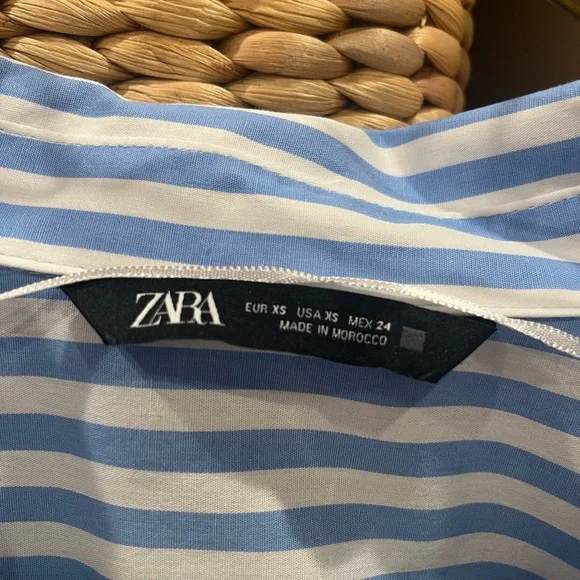 ZARA
EUR XS USA XS MEX 24
MADE IN MOROCCO